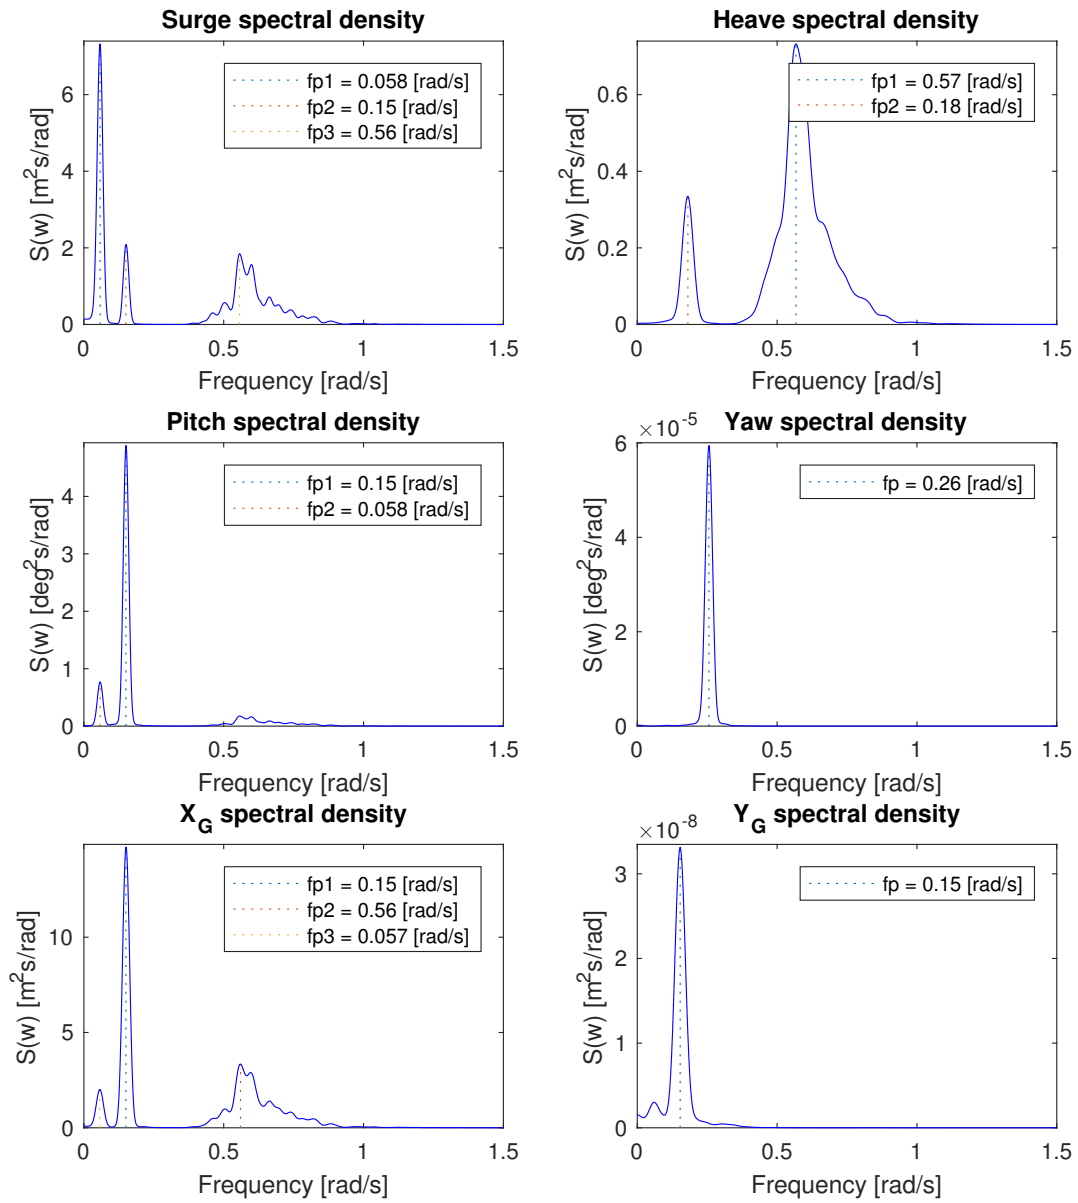 Surge spectral density
S(w) [m²s/rad]
6
4
2
0
fp1 = 0.058 [rad/s]
fp2 = 0.15 [rad/s]
fp3 = 0.56 [rad/s]
0 0.5 1 1.5
Frequency [rad/s]
Heave spectral density
S(w) [m²s/rad]
0.6
0.4
0.2
0
fp1 = 0.57 [rad/s]
fp2 = 0.18 [rad/s]
0 0.5 1 1.5
Frequency [rad/s]
Pitch spectral density
S(w) [deg²s/rad]
4
3
2
1
0
fp1 = 0.15 [rad/s]
fp2 = 0.058 [rad/s]
0 0.5 1 1.5
Frequency [rad/s]
Yaw spectral density
×10⁻⁵
S(w) [deg²s/rad]
6
4
2
0
fp = 0.26 [rad/s]
0 0.5 1 1.5
Frequency [rad/s]
X_G spectral density
S(w) [m²s/rad]
10
5
0
fp1 = 0.15 [rad/s]
fp2 = 0.56 [rad/s]
fp3 = 0.057 [rad/s]
0 0.5 1 1.5
Frequency [rad/s]
Y_G spectral density
×10⁻⁸
S(w) [m²s/rad]
3
2
1
0
fp = 0.15 [rad/s]
0 0.5 1 1.5
Frequency [rad/s]